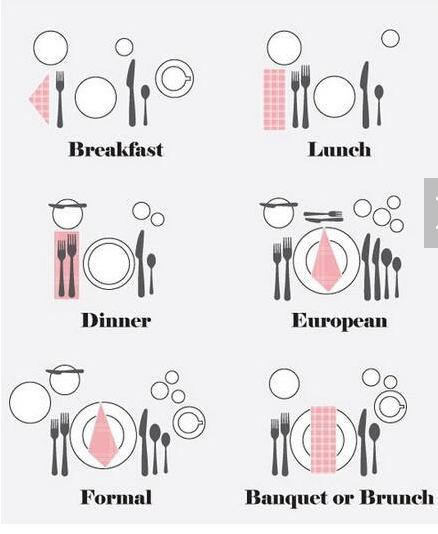 Breakfast
Lunch
Dinner
European
Formal
Banquet or Brunch